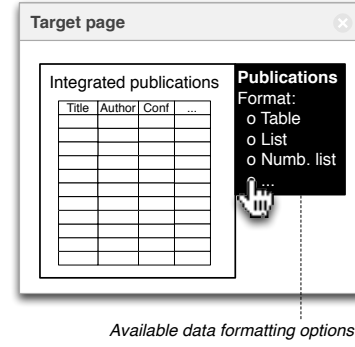 Target page
Integrated publications
Title Author Conf ...
Publications
Format:
o Table
o List
o Numb. list
o ...
Available data formatting options